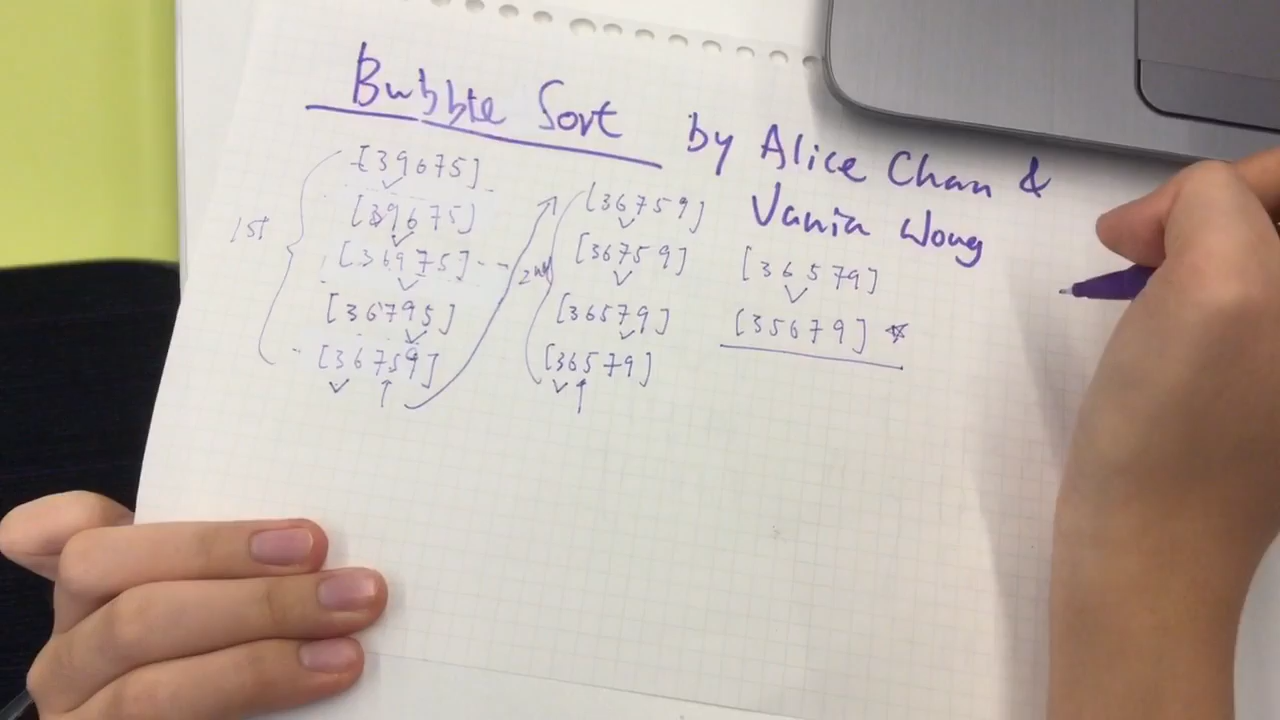 Bubble Sort by Alice Chan &
Vania Wong
1st
[39675]
[39675]
[36975]
[36795]
[36759]
2nd
[36759]
[36759]
[36579]
[36579]
[36579]
[35679]